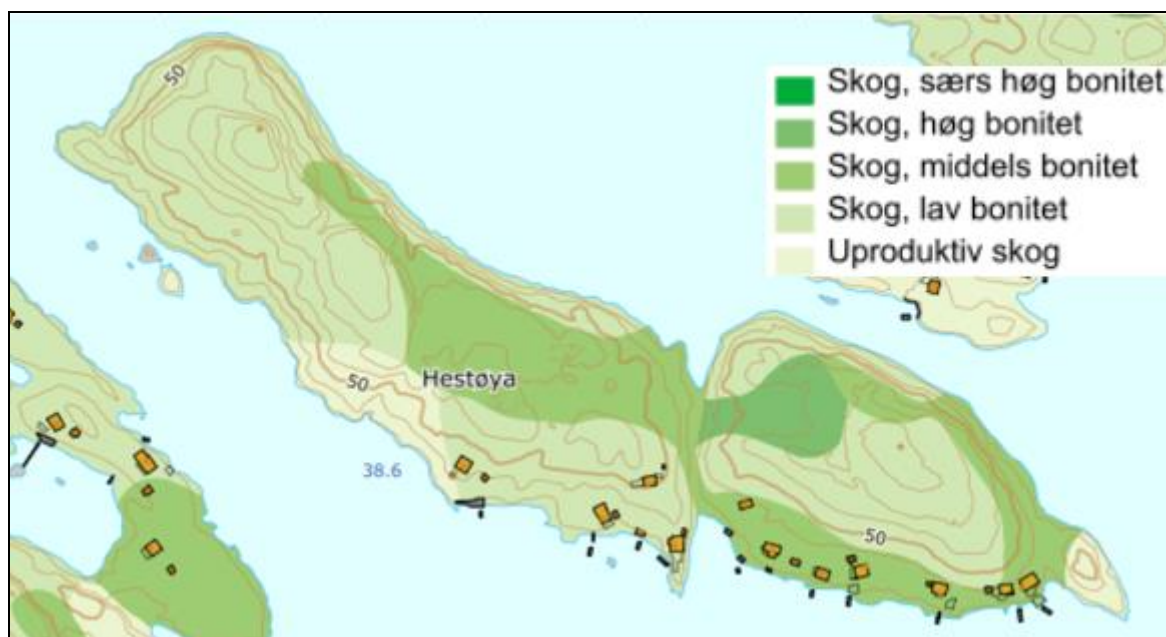 50
Skog, særs høg bonitet
Skog, høg bonitet
Skog, middels bonitet
Skog, lav bonitet
Uproduktiv skog
50
Hestøya
38.6
50